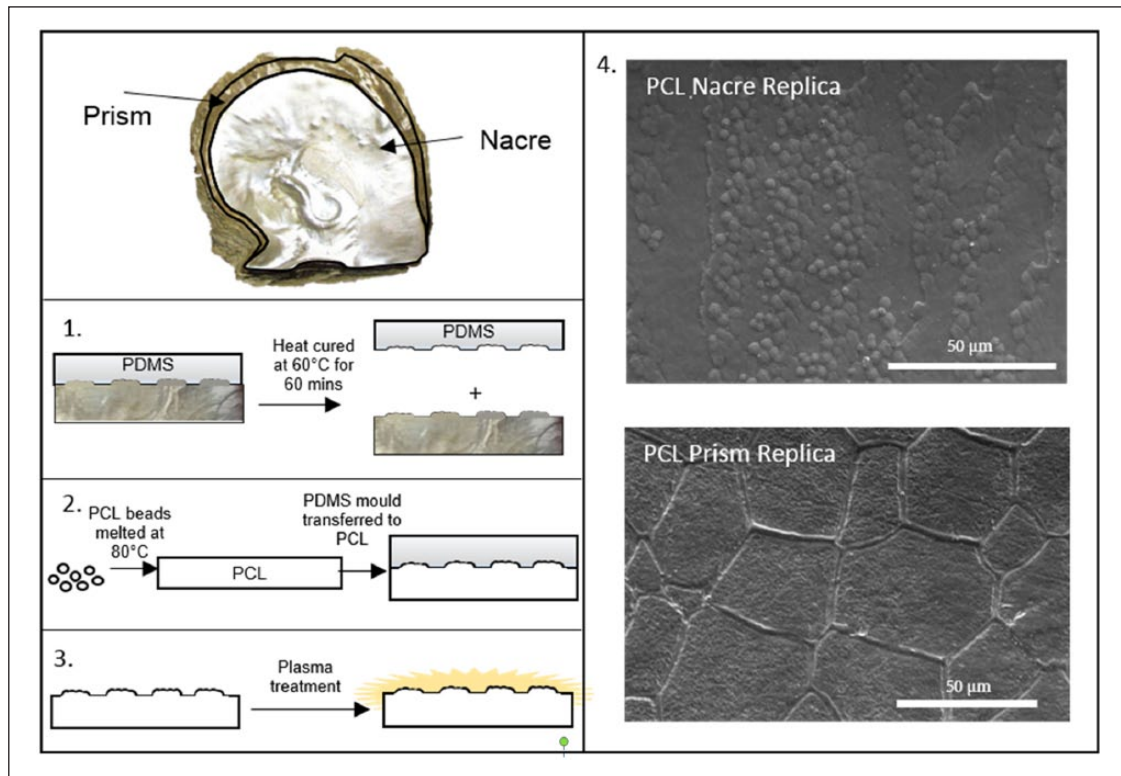 Prism
Nacre
1.
PDMS
Heat cured
at 60°C for
60 mins
PDMS
+
2.
PCL beads
melted at
80°C
PCL
PDMS mould
transferred to
PCL
3.
Plasma
treatment
4.
PCL Nacre Replica
50 μm
PCL Prism Replica
50 μm